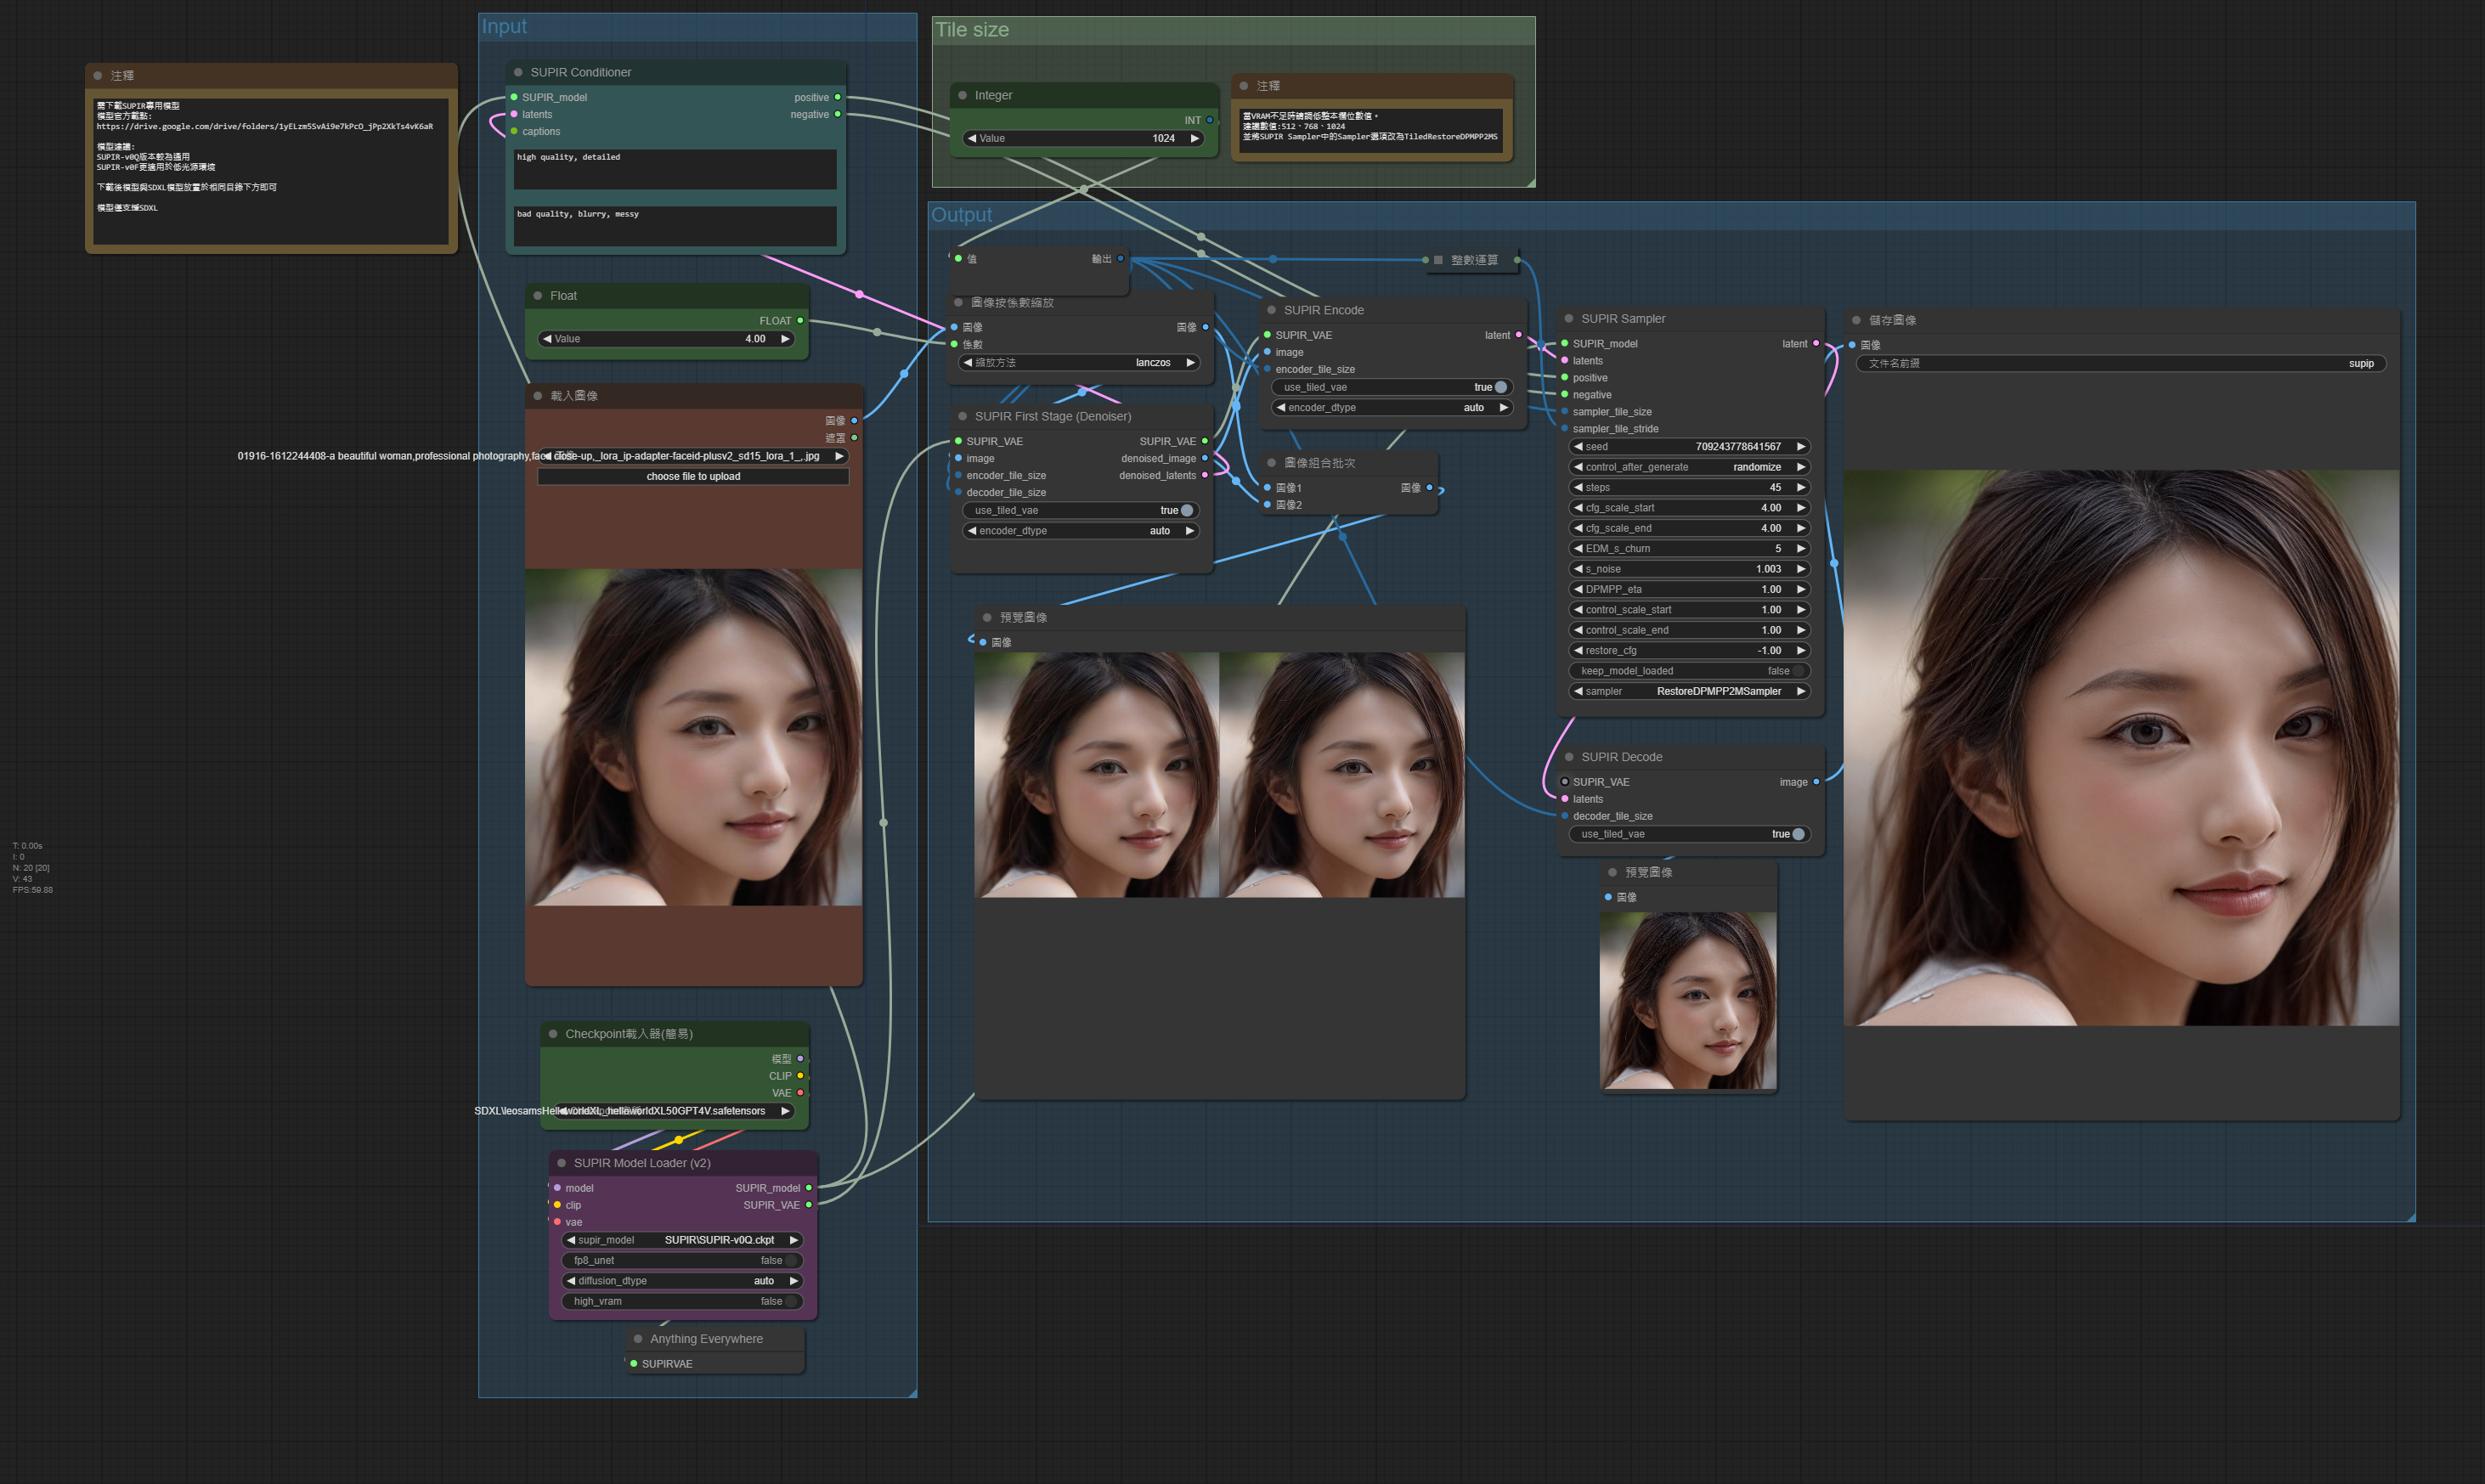 注釋
需下載SUPIR專用模型
模型官方載點:
https://drive.google.com/drive/folders/1yELzm5SvAi9e7kPcO_jPp2XkTs4vK6aR
模型建議:
SUPIR-v0Q版本較為通用
SUPIR-v0F更適用於低光源環境
下載後模型與SDXL模型放置於相同目錄下方即可
模型僅支援SDXL
T: 0.00s
I: 0
N: 20 [20]
V: 43
FPS:59.88
Input
SUPIR Conditioner
SUPIR_model positive
latents negative
captions
high quality, detailed
bad quality, blurry, messy
Float
FLOAT
Value 4.00
載入圖像
圖像
遮罩
01916-1612244408-a beautiful woman,professional photography,face close-up,_lora_ip-adapter-faceid-plusv2_sd15_lora_1_,.jpg
choose file to upload
Checkpoint載入器(簡易)
模型
CLIP
VAE
SDXL\leosamsHelloworldXL_helloworldXL50GPT4V.safetensors
SUPIR Model Loader (v2)
model SUPIR_model
clip SUPIR_VAE
vae
supir_model SUPIR\SUPIR-v0Q.ckpt
fp8_unet false
diffusion_dtype auto
high_vram false
Anything Everywhere
SUPIRVAE
Tile size
Integer
INT
Value 1024
注釋
當VRAM不足時請調低整本欄位數值。
建議數值:512、768、1024
並將SUPIR Sampler中的Sampler選項改為TiledRestoreDPMPP2MS
Output
值 輸出
整數運算
圖像按係數縮放
圖像 圖像
係數
縮放方法 lanczos
SUPIR First Stage (Denoiser)
SUPIR_VAE SUPIR_VAE
image denoised_image
encoder_tile_size denoised_latents
decoder_tile_size
use_tiled_vae true
encoder_dtype auto
SUPIR Encode
SUPIR_VAE latent
image
encoder_tile_size
use_tiled_vae true
encoder_dtype auto
圖像組合批次
圖像1 圖像
圖像2
預覽圖像
圖像
SUPIR Sampler
SUPIR_model latent
latents
positive
negative
sampler_tile_size
sampler_tile_stride
seed 709243778641567
control_after_generate randomize
steps 45
cfg_scale_start 4.00
cfg_scale_end 4.00
EDM_s_churn 5
s_noise 1.003
DPMPP_eta 1.00
control_scale_start 1.00
control_scale_end 1.00
restore_cfg -1.00
keep_model_loaded false
sampler RestoreDPMPP2MSampler
SUPIR Decode
SUPIR_VAE image
latents
decoder_tile_size
use_tiled_vae true
預覽圖像
圖像
儲存圖像
圖像
文件名前綴 supip